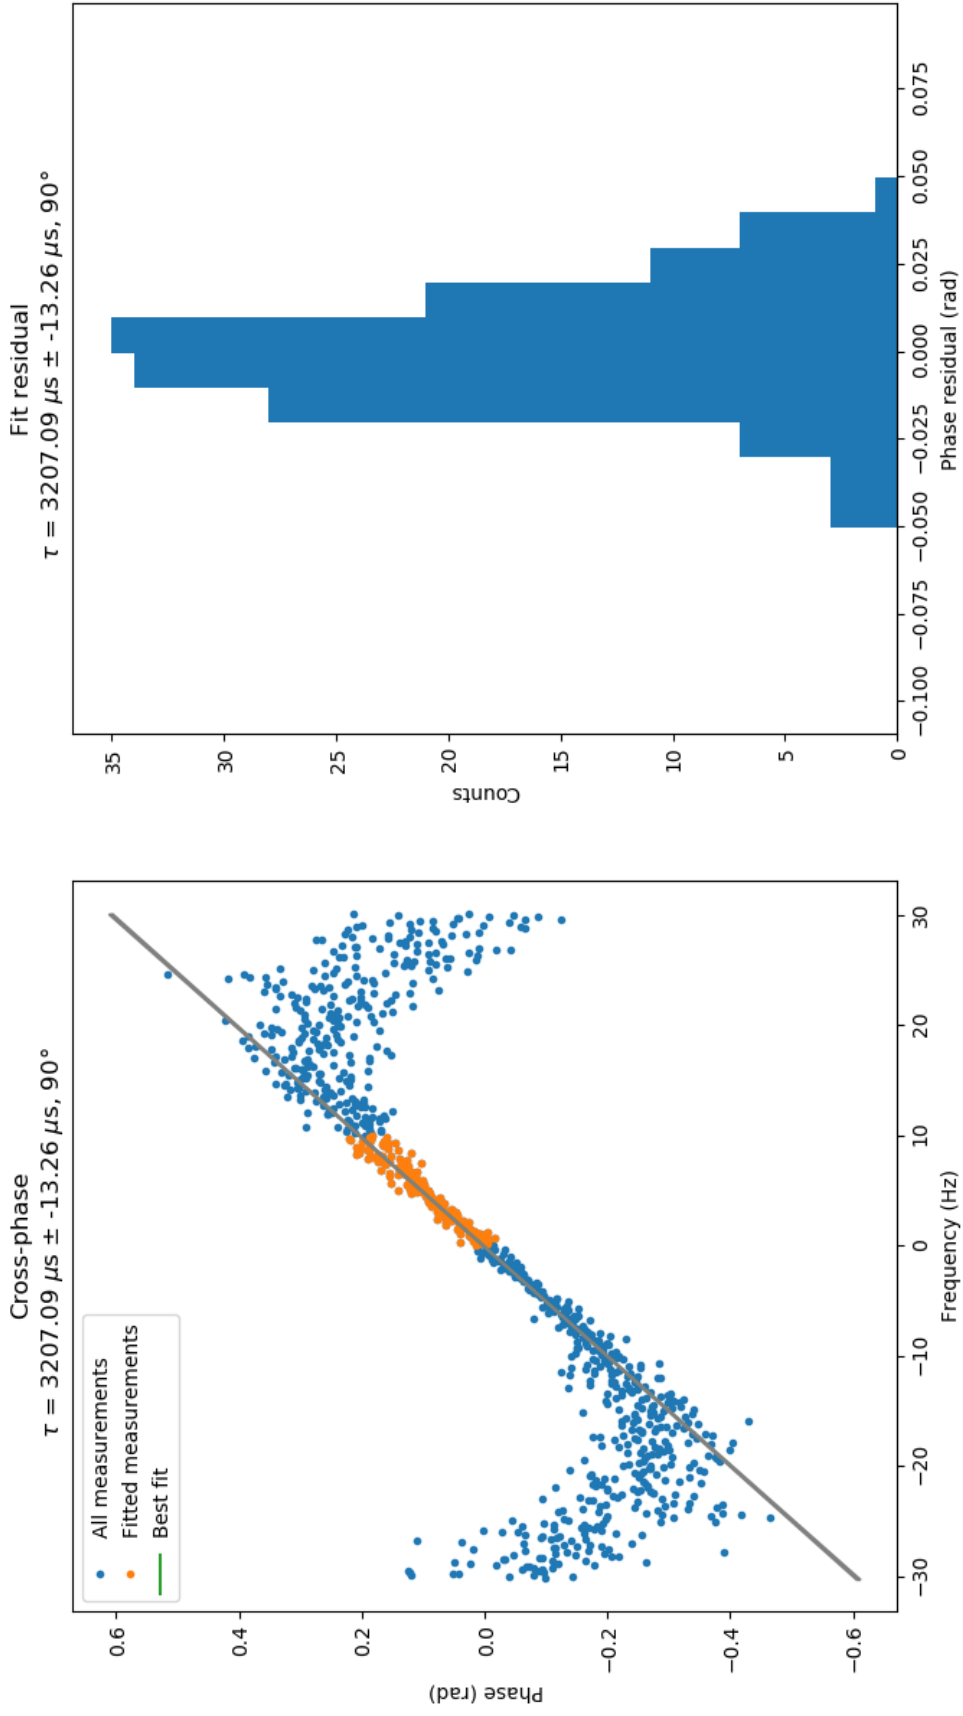 Cross-phase
τ = 3207.09 μs ± -13.26 μs, 90°
All measurements
Fitted measurements
Best fit
Phase (rad)
0.6
0.4
0.2
0.0
−0.2
−0.4
−0.6
−30
−20
−10
0
10
20
30
Frequency (Hz)
Fit residual
τ = 3207.09 μs ± -13.26 μs, 90°
Counts
35
30
25
20
15
10
5
0
−0.100
−0.075
−0.050
−0.025
0.000
0.025
0.050
0.075
Phase residual (rad)